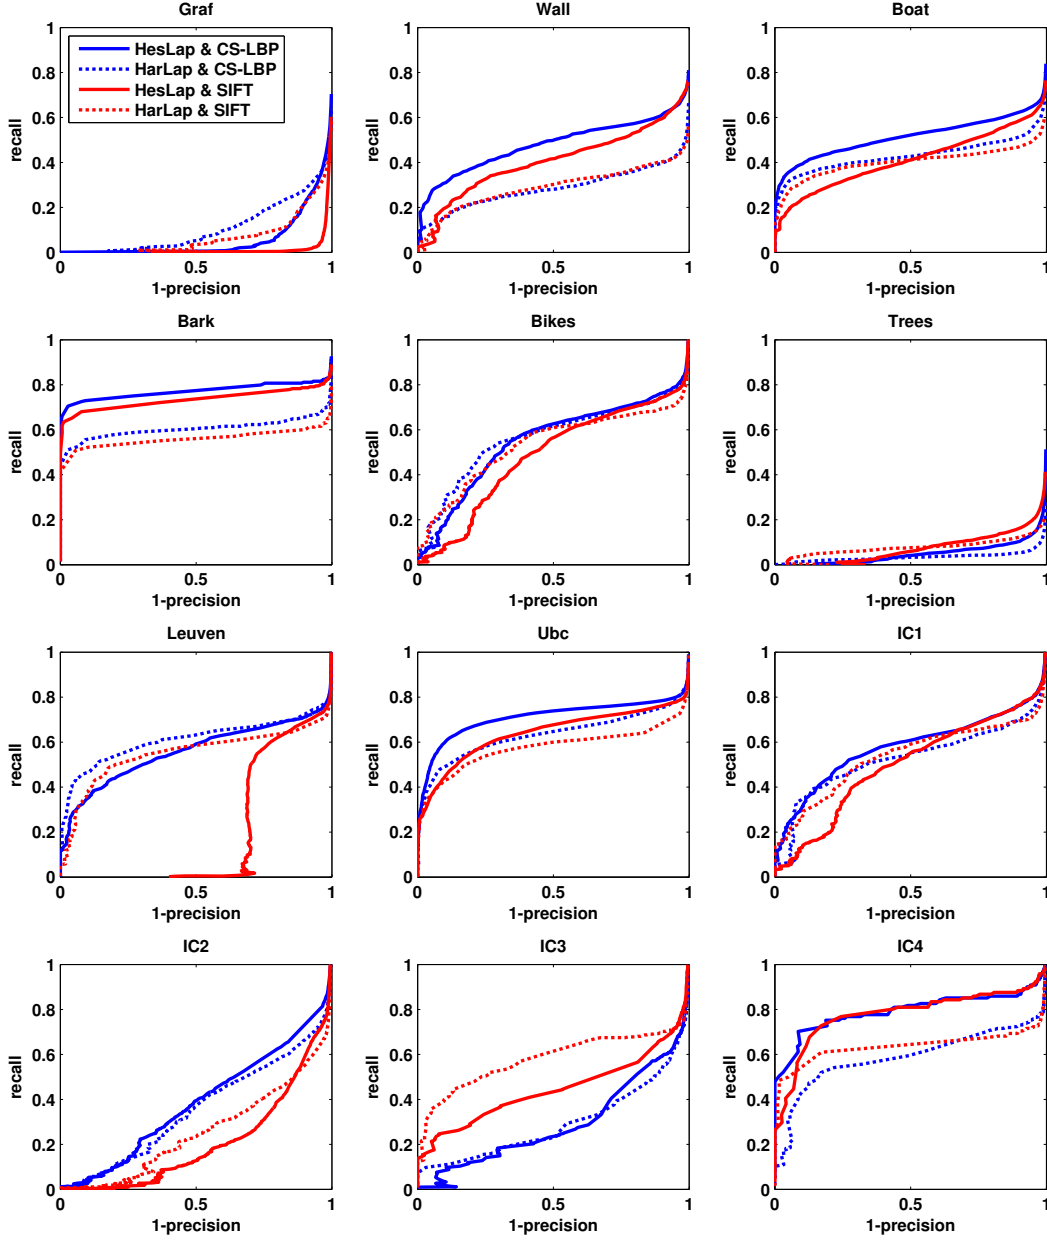 Graf
Wall
Boat
1
0.8
0.6
0.4
0.2
0
recall
HesLap & CS-LBP
HarLap & CS-LBP
HesLap & SIFT
HarLap & SIFT
0 0.5 1
1-precision
1
0.8
0.6
0.4
0.2
0
recall
0 0.5 1
1-precision
1
0.8
0.6
0.4
0.2
0
recall
0 0.5 1
1-precision
Bark
Bikes
Trees
1
0.8
0.6
0.4
0.2
0
recall
0 0.5 1
1-precision
1
0.8
0.6
0.4
0.2
0
recall
0 0.5 1
1-precision
1
0.8
0.6
0.4
0.2
0
recall
0 0.5 1
1-precision
Leuven
Ubc
IC1
1
0.8
0.6
0.4
0.2
0
recall
0 0.5 1
1-precision
1
0.8
0.6
0.4
0.2
0
recall
0 0.5 1
1-precision
1
0.8
0.6
0.4
0.2
0
recall
0 0.5 1
1-precision
IC2
IC3
IC4
1
0.8
0.6
0.4
0.2
0
recall
0 0.5 1
1-precision
1
0.8
0.6
0.4
0.2
0
recall
0 0.5 1
1-precision
1
0.8
0.6
0.4
0.2
0
recall
0 0.5 1
1-precision